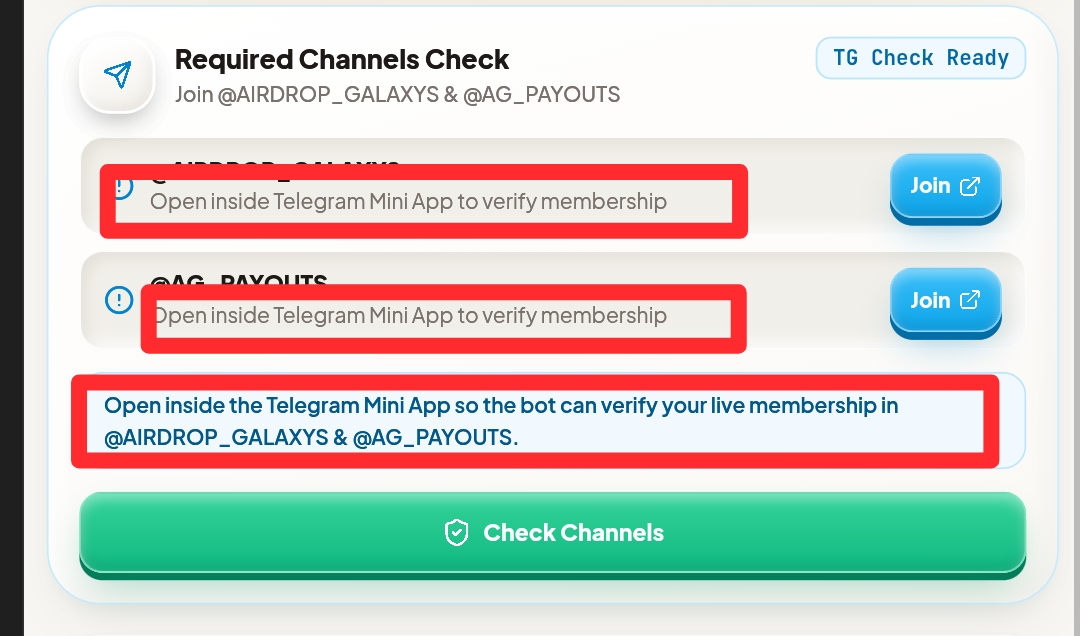 Required Channels Check
TG Check Ready
Join @AIRDROP_GALAXYS & @AG_PAYOUTS
@AIRDROP_GALAXYS
Open inside Telegram Mini App to verify membership
Join
@AG_PAYOUTS
Open inside Telegram Mini App to verify membership
Join
Open inside the Telegram Mini App so the bot can verify your live membership in
@AIRDROP_GALAXYS & @AG_PAYOUTS.
Check Channels